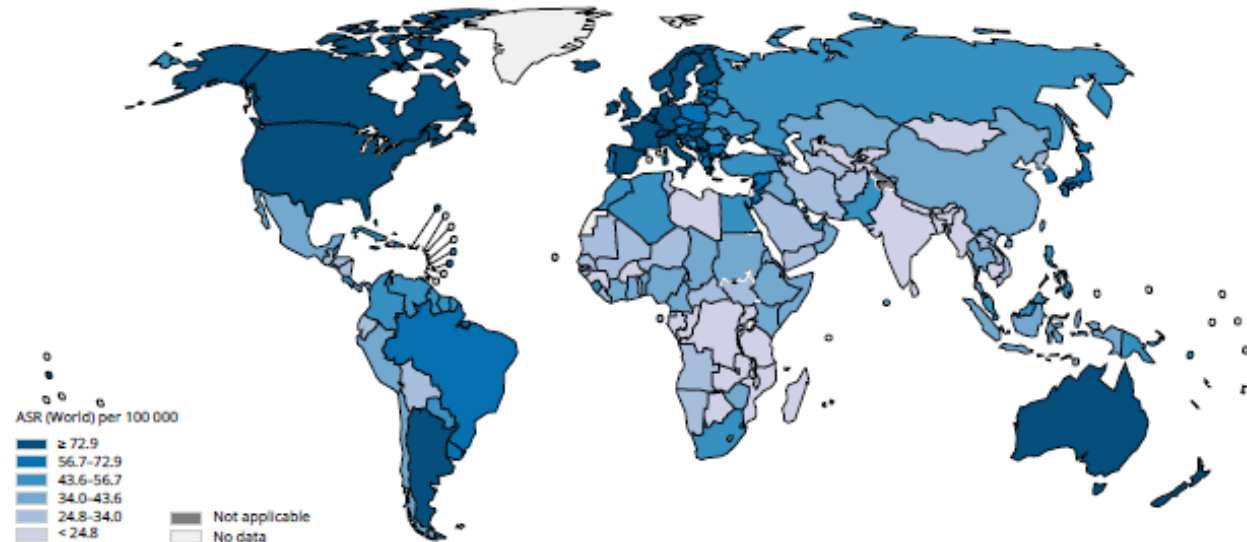 ASR (World) per 100 000
≥ 72.9
56.7–72.9
43.6–56.7
34.0–43.6
24.8–34.0
< 24.8
Not applicable
No data